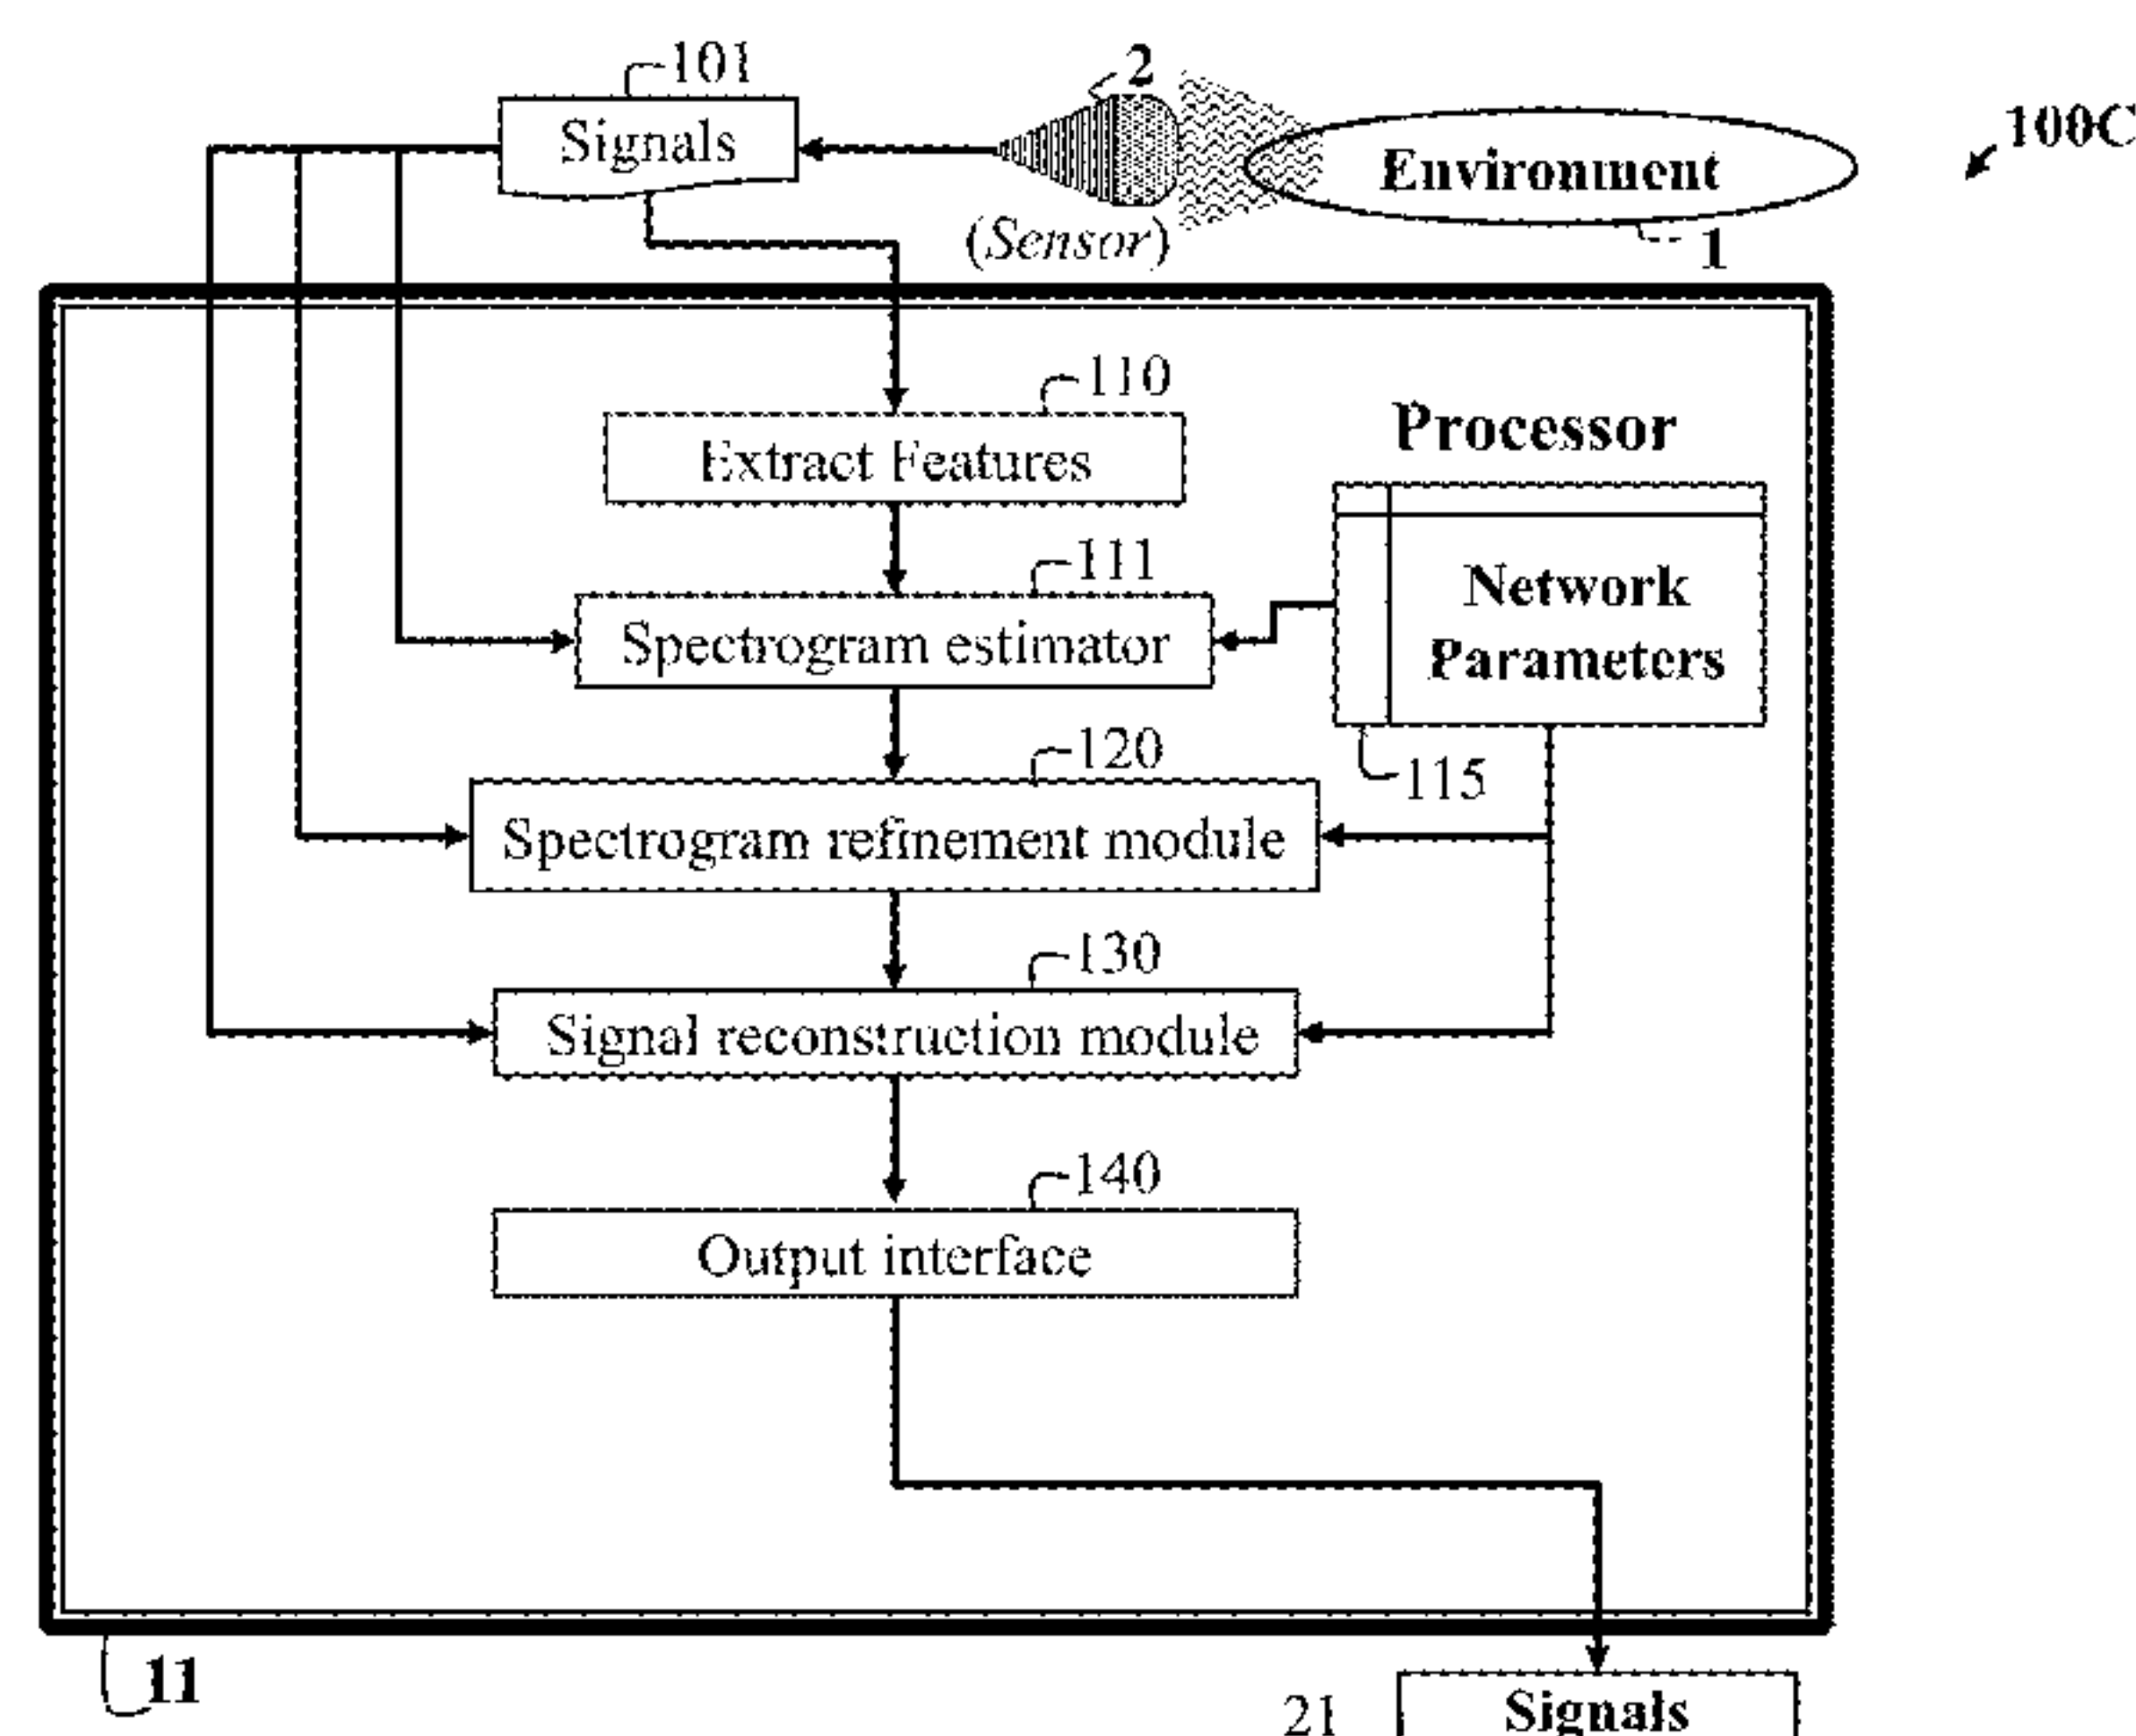 101
2
100C
Signals
Environment
(Sensor)
1
110
Extract Features
Processor
111
Spectrogram estimator
Network
Parameters
120
115
Spectrogram refinement module
130
Signal reconstruction module
140
Output interface
11
21
Signals